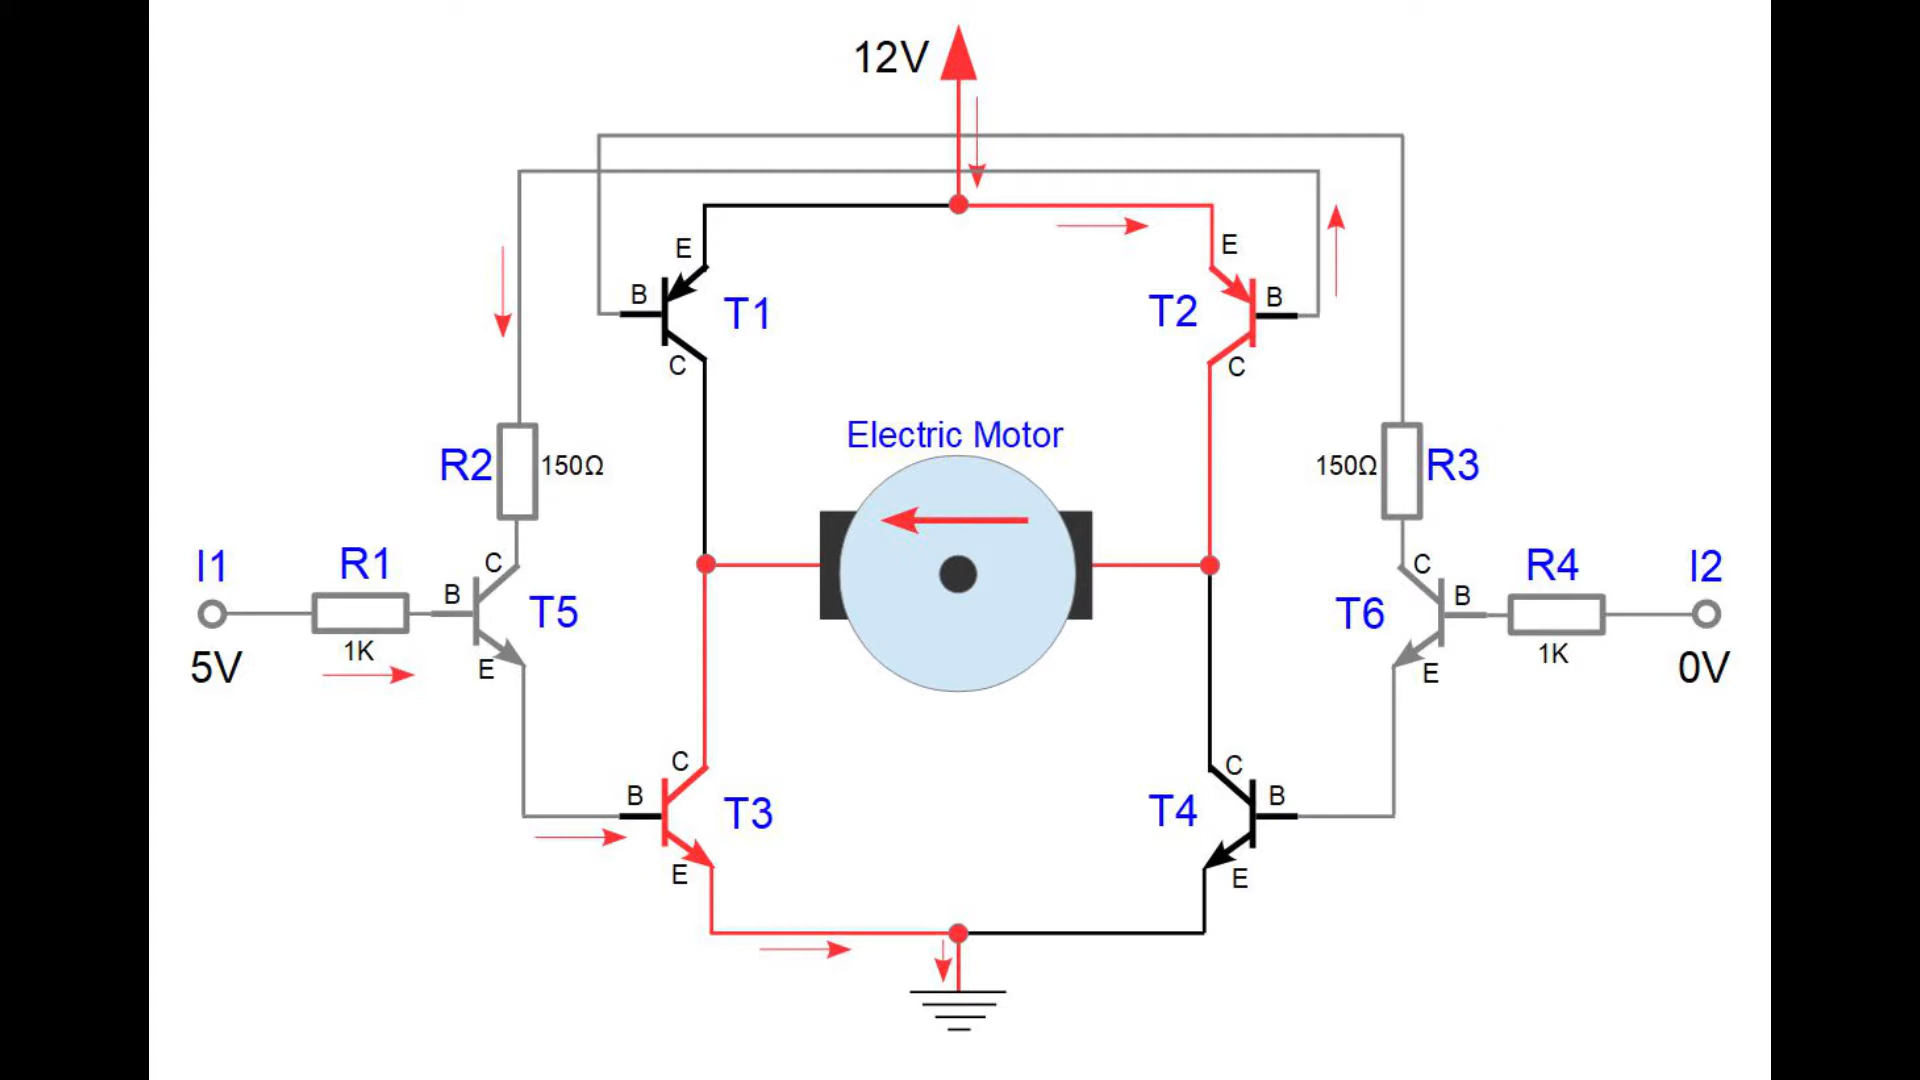 12V
E
E
B
T1
T2
B
C
C
Electric Motor
R2
150Ω
150Ω
R3
I1
R1
C
B
T5
E
1K
5V
C
B
T6
E
R4
1K
I2
0V
C
B
T3
E
C
T4
B
E